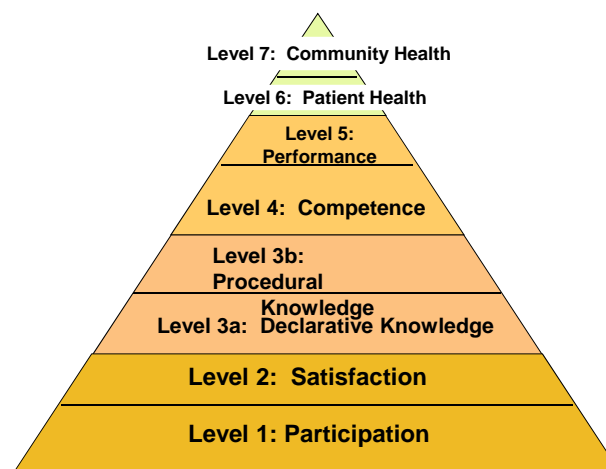 Level 7:  Community Health
Level 6:  Patient Health
Level 5:
Performance
Level 4:  Competence
Level 3b:
Procedural
Knowledge
Level 3a:  Declarative Knowledge
Level 2:  Satisfaction
Level 1: Participation